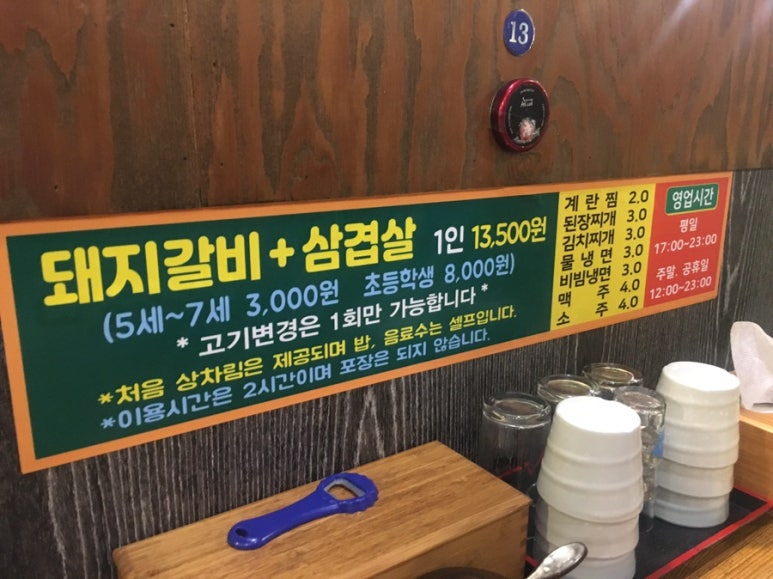 13
돼지갈비 + 삼겹살 1인 13,500원
(5세~7세 3,000원 초등학생 8,000원)
* 고기변경은 1회만 가능합니다 *
*처음 상차림은 제공되며 밥, 음료수는 셀프입니다.
*이용시간은 2시간이며 포장은 되지 않습니다.
계란찜 2.0
된장찌개 3.0
김치찌개 3.0
물냉면 3.0
비빔냉면 3.0
맥주 4.0
소주 4.0
영업시간
평일
17:00~23:00
주말. 공휴일
12:00~23:00